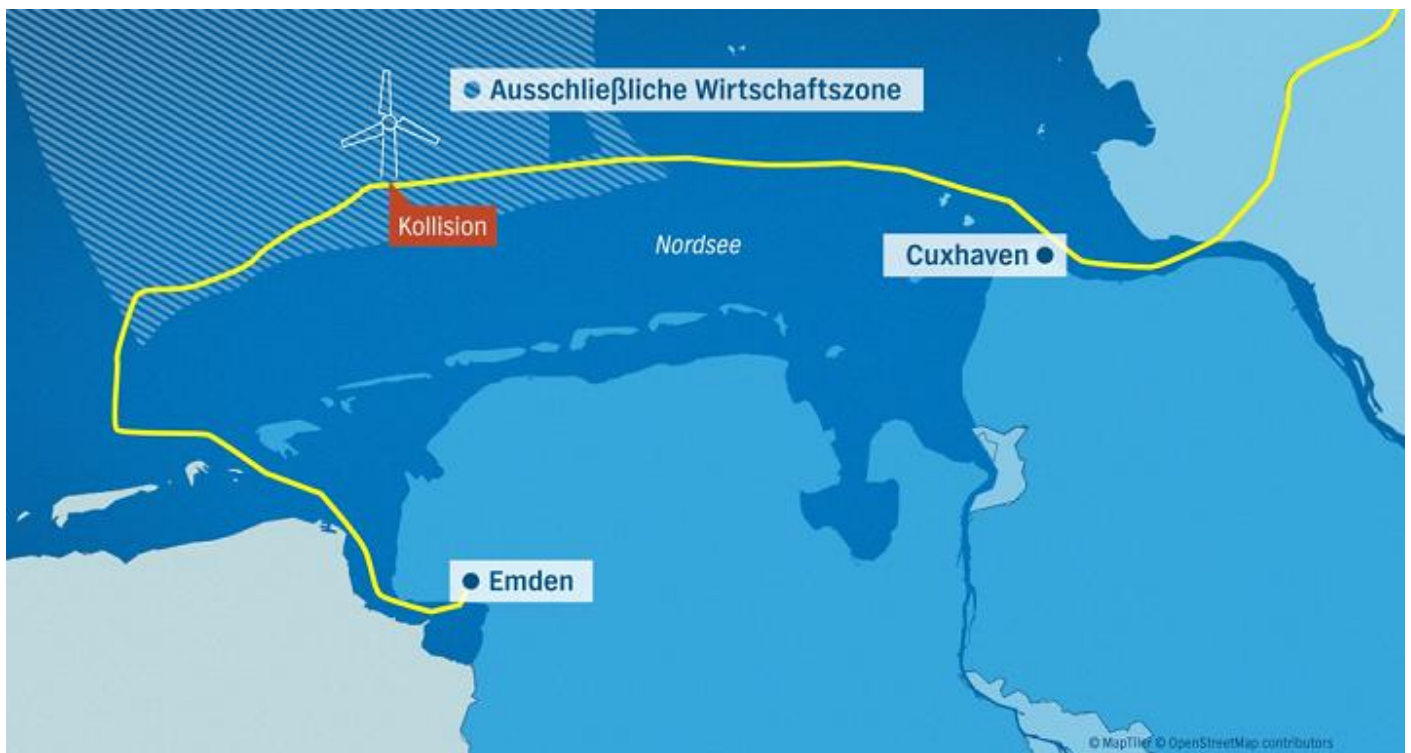 Ausschließliche Wirtschaftszone
Kollision
Nordsee
Cuxhaven
Emden
© MapTiler © OpenStreetMap contributors